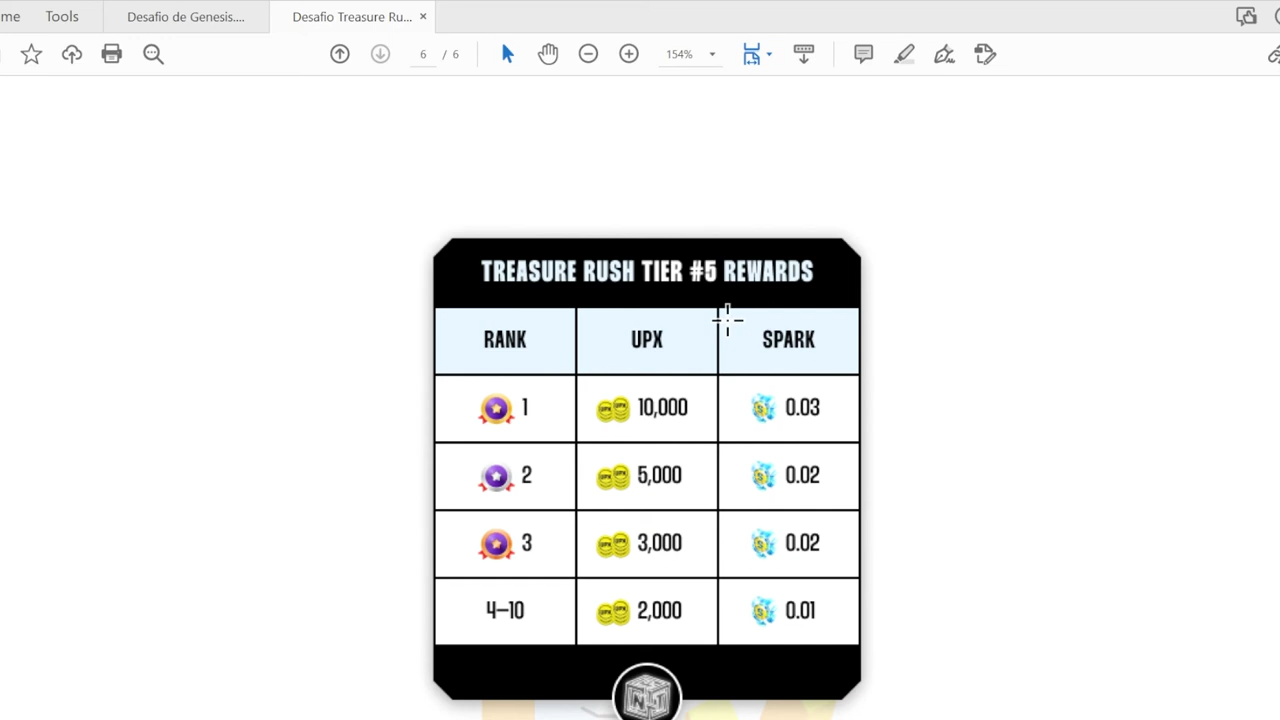 me Tools Desafio de Genesis.... Desafio Treasure Ru... ×
6 / 6 154%
TREASURE RUSH TIER #5 REWARDS
RANK UPX SPARK
1 10,000 0.03
2 5,000 0.02
3 3,000 0.02
4–10 2,000 0.01